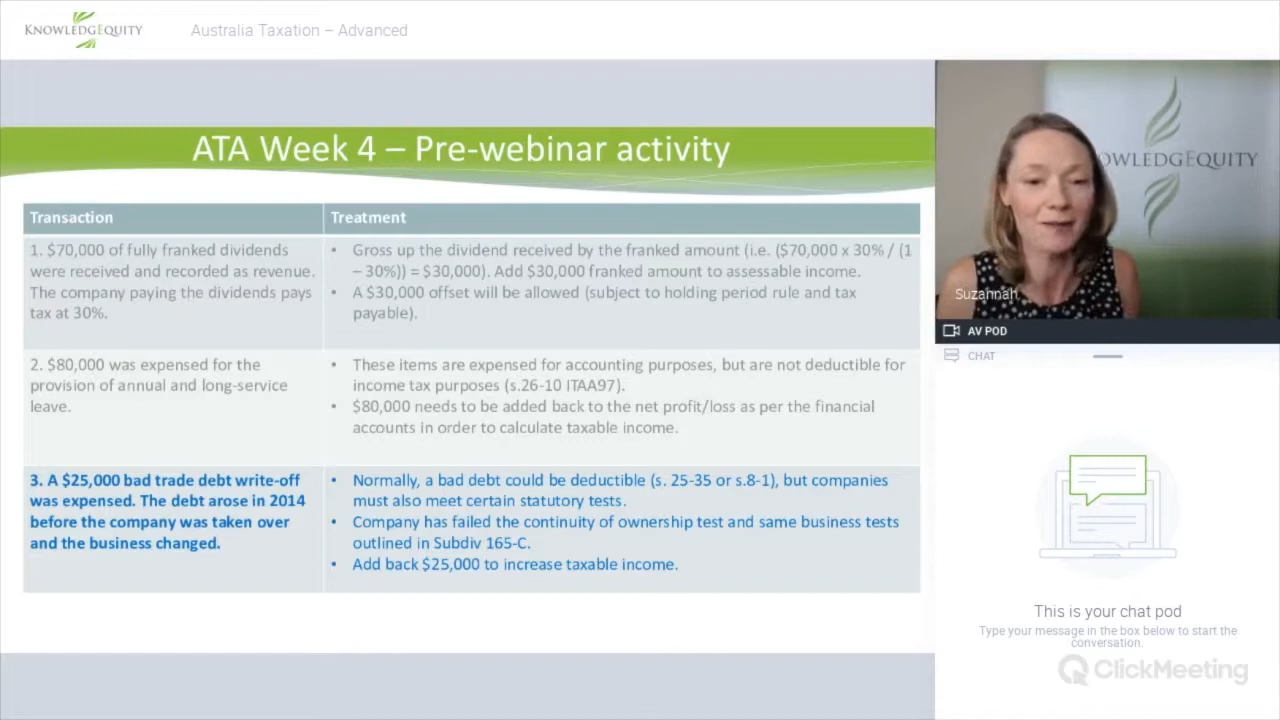 KNOWLEDGEQUITY
Australia Taxation – Advanced
ATA Week 4 – Pre-webinar activity
Transaction
Treatment
1. $70,000 of fully franked dividends
were received and recorded as revenue.
The company paying the dividends pays
tax at 30%.
• Gross up the dividend received by the franked amount (i.e. ($70,000 x 30% / (1
– 30%)) = $30,000). Add $30,000 franked amount to assessable income.
• A $30,000 offset will be allowed (subject to holding period rule and tax
payable).
2. $80,000 was expensed for the
provision of annual and long-service
leave.
• These items are expensed for accounting purposes, but are not deductible for
income tax purposes (s.26-10 ITAA97).
• $80,000 needs to be added back to the net profit/loss as per the financial
accounts in order to calculate taxable income.
3. A $25,000 bad trade debt write-off
was expensed. The debt arose in 2014
before the company was taken over
and the business changed.
• Normally, a bad debt could be deductible (s. 25-35 or s.8-1), but companies
must also meet certain statutory tests.
• Company has failed the continuity of ownership test and same business tests
outlined in Subdiv 165-C.
• Add back $25,000 to increase taxable income.
OWLEDGEQUITY
Suzannah
AV POD
CHAT
This is your chat pod
Type your message in the box below to start the
conversation.
ClickMeeting